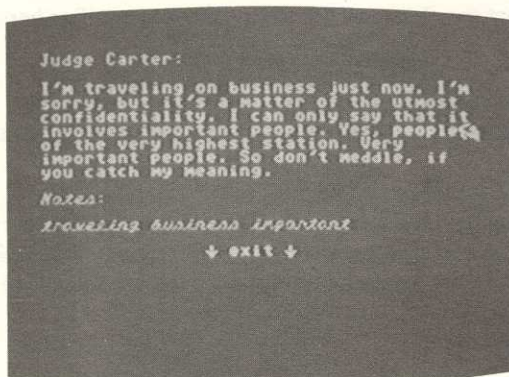 Judge Carter:
I'm traveling on business just now. I'm
sorry, but it's a matter of the utmost
confidentiality. I can only say that it
involves important people. Yes, people
of the very highest station. Very
important people. So don't meddle, if
you catch my meaning.
Notes:
traveling business important
↓ exit ↓